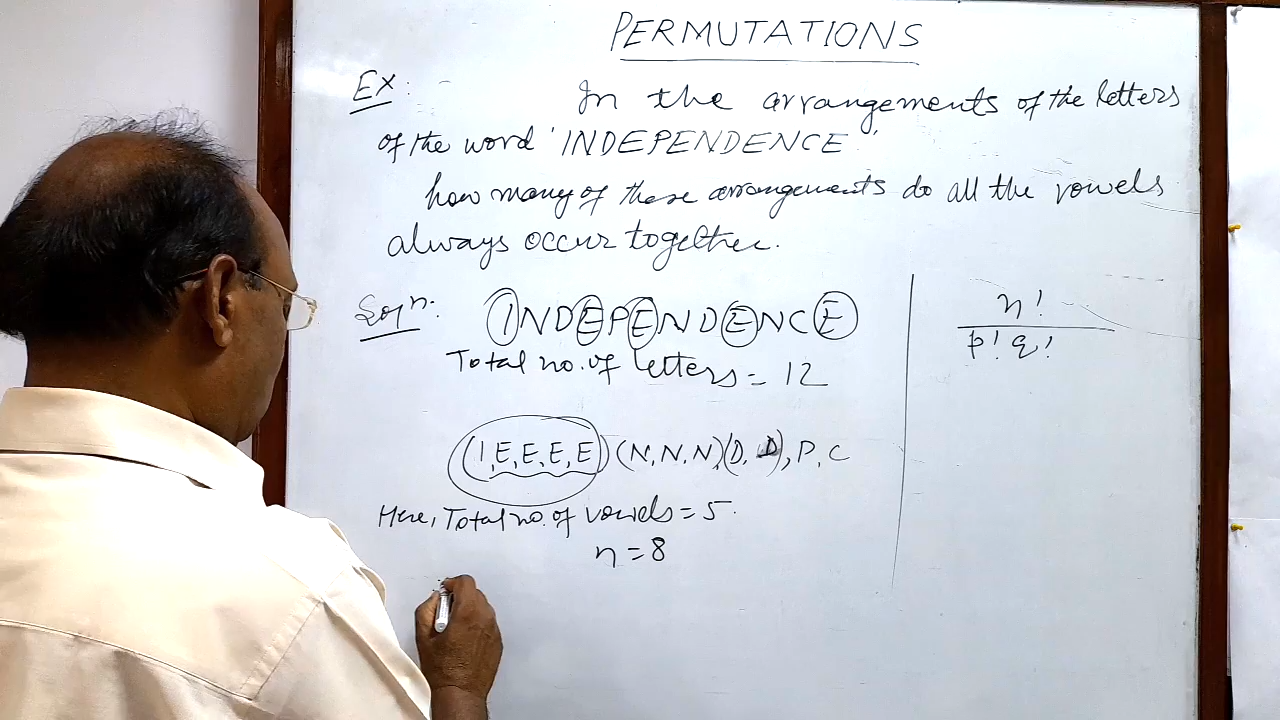 PERMUTATIONS
Ex: In the arrangements of the letters
of the word 'INDEPENDENCE'.
how many of these arrangements do all the vowels
always occur together.
Solⁿ: INDEPENDENCE
Total no. of letters = 12
(I,E,E,E,E) (N,N,N)(D,D), P, C
Here, Total no. of vowels = 5.
n = 8
n!
p! q!